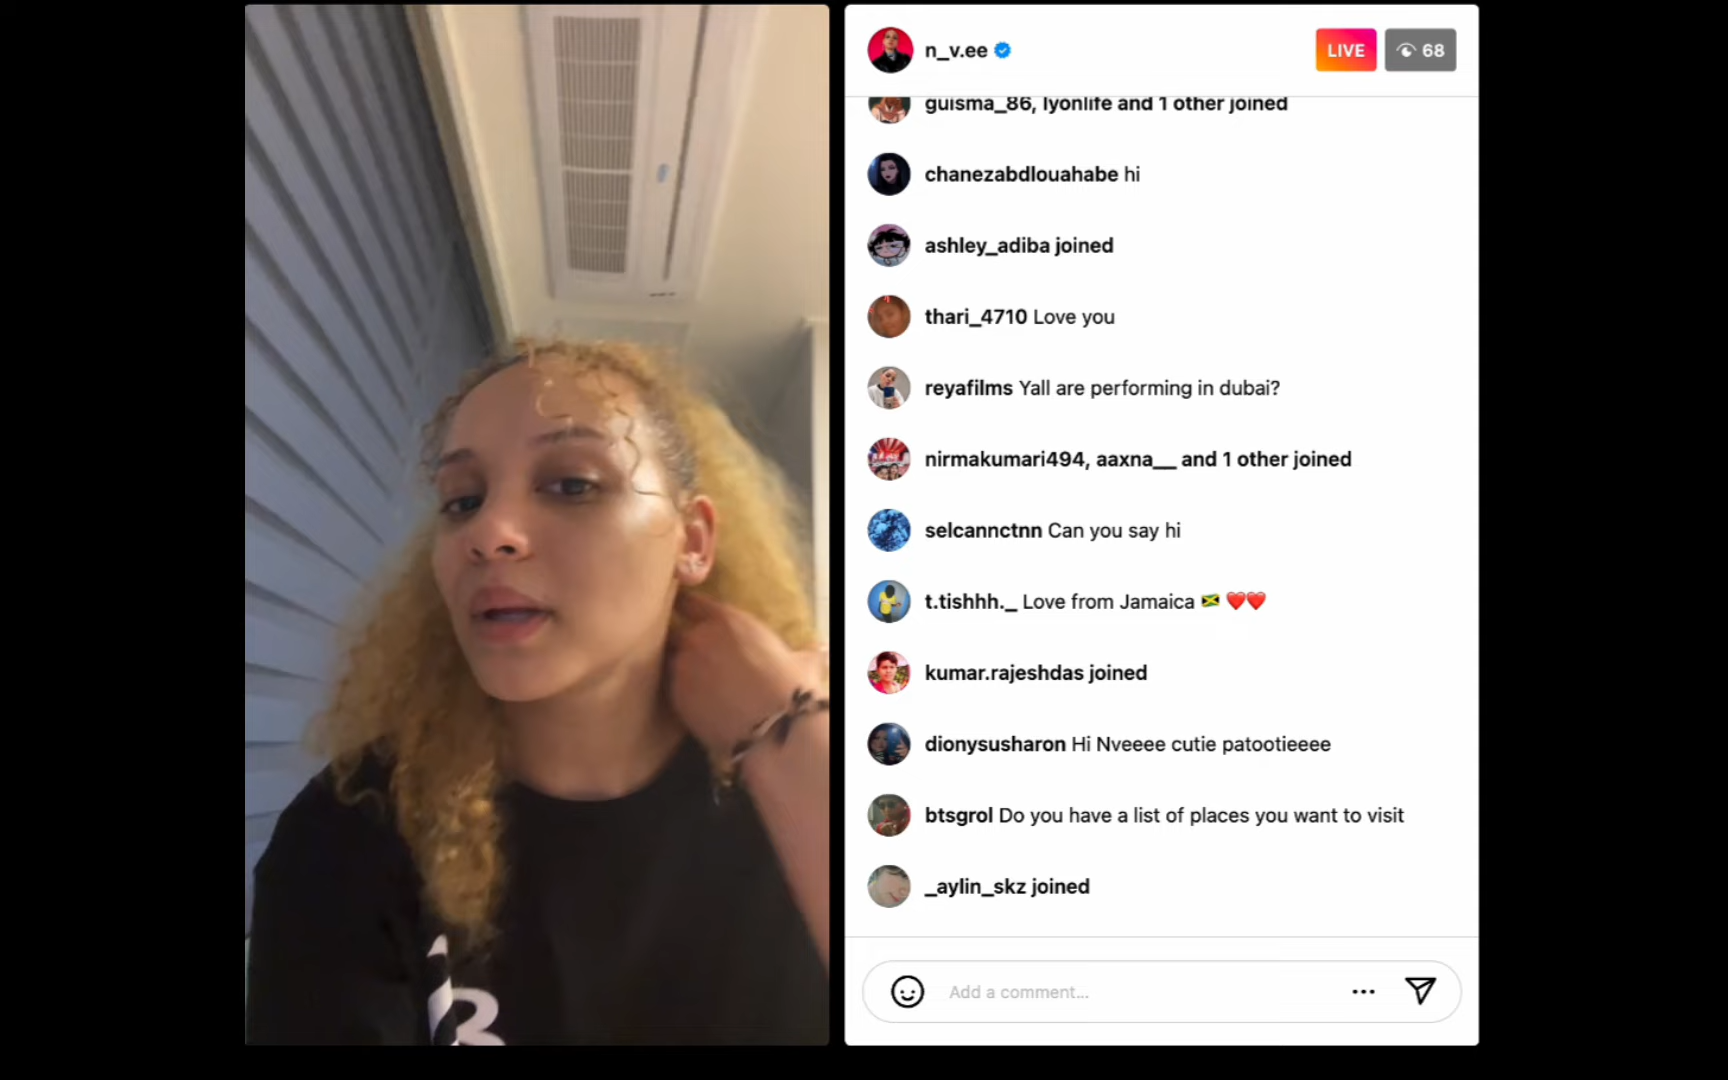 n_v.ee
LIVE
68
guisma_86, lyonlife and 1 other joined
chanezabdlouahabe hi
ashley_adiba joined
thari_4710 Love you
reyafilms Yall are performing in dubai?
nirmakumari494, aaxna__ and 1 other joined
selcannctnn Can you say hi
t.tishhh._ Love from Jamaica 🇯🇲 ❤️❤️
kumar.rajeshdas joined
dionysusharon Hi Nveeee cutie patootieeee
btsgrol Do you have a list of places you want to visit
_aylin_skz joined
Add a comment...